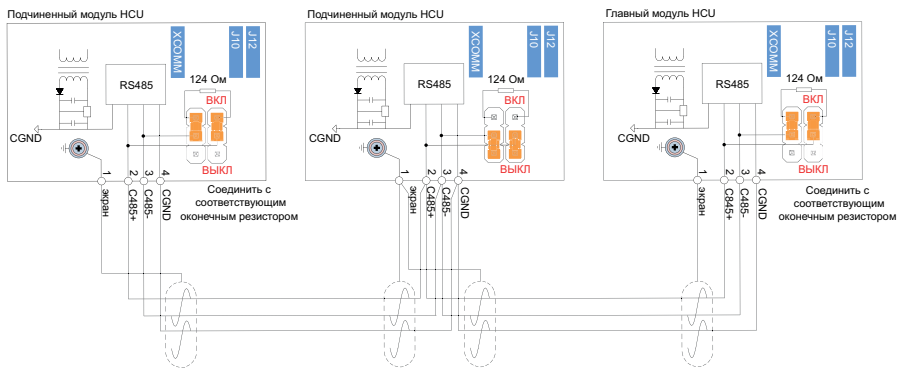 Подчиненный модуль HCU
XCOMM
J10
J12
RS485
124 Ом
ВКЛ
CGND
ВЫКЛ
1
2
3
4
экран
C485+
C485-
CGND
Соединить с
соответствующим
оконечным резистором
Подчиненный модуль HCU
XCOMM
J10
J12
RS485
124 Ом
ВКЛ
CGND
ВЫКЛ
1
2
3
4
экран
C485+
C485-
CGND
Главный модуль HCU
XCOMM
J10
J12
RS485
124 Ом
ВКЛ
CGND
ВЫКЛ
1
2
3
4
экран
C845+
C485-
CGND
Соединить с
соответствующим
оконечным резистором